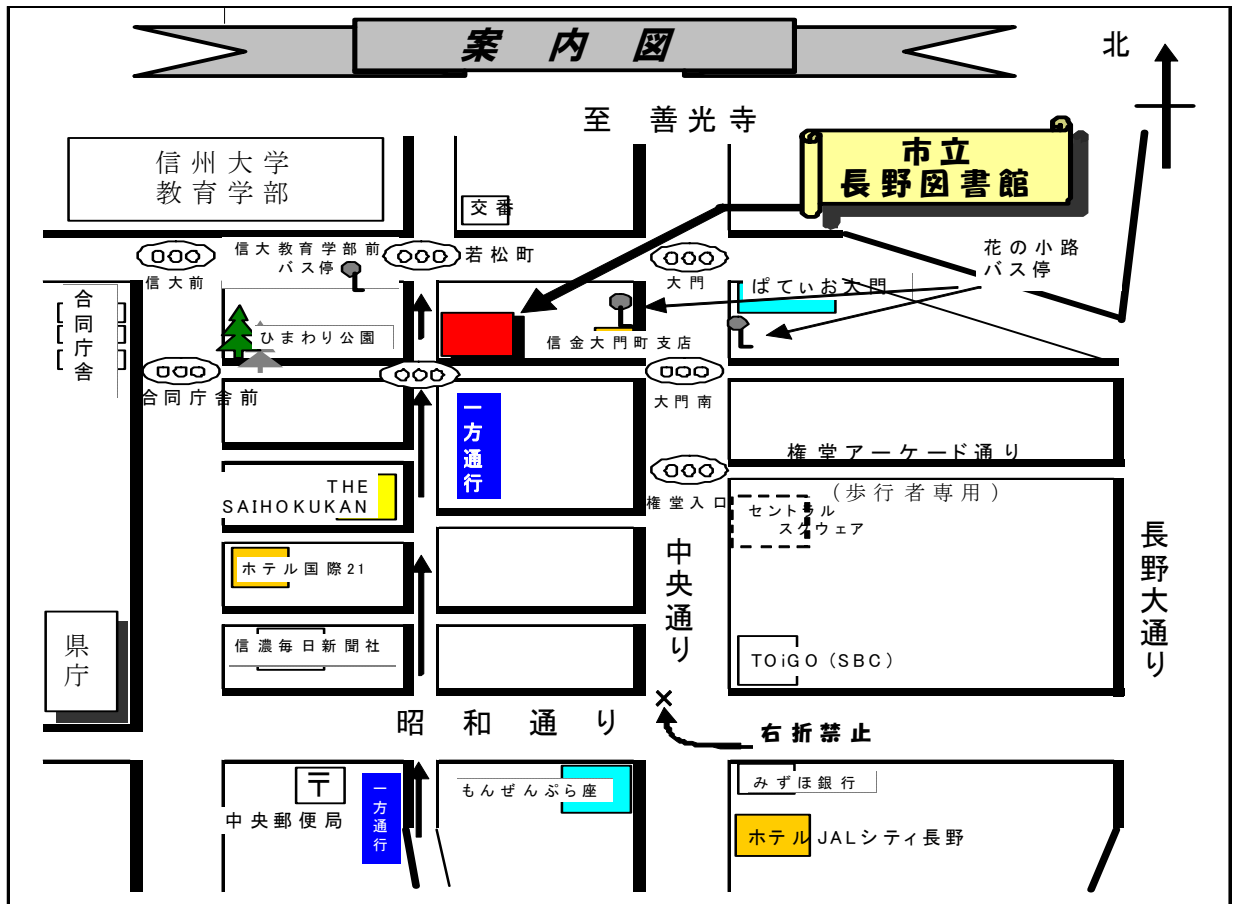 案内図
北
至 善光寺
市立
長野図書館
信州大学
教育学部
交番
信大教育学部前
バス停
若松町
花の小路
バス停
信大前
大門
ぱてぃお大門
合同庁舎
ひまわり公園
信金大門町支店
合同庁舎前
大門南
一方通行
権堂アーケード通り
(歩行者専用)
THE
SAIHOKUKAN
権堂入口
セントラル
スクウェア
中央通り
長野大通り
ホテル国際21
県庁
信濃毎日新聞社
TOiGO(SBC)
×
昭和通り
右折禁止
〒
中央郵便局
一方通行
もんぜんぷら座
みずほ銀行
ホテルJALシティ長野